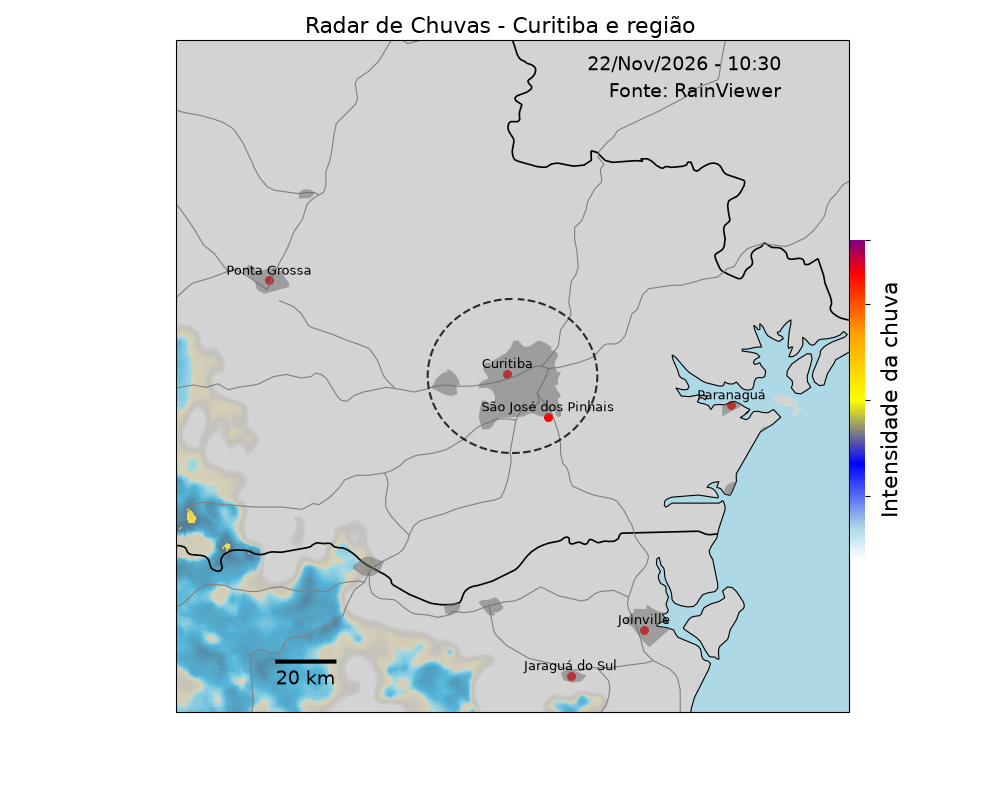 Radar de Chuvas - Curitiba e região
22/Nov/2026 - 10:30
Fonte: RainViewer
Ponta Grossa
Curitiba
São José dos Pinhais
Paranaguá
Intensidade da chuva
Joinville
Jaraguá do Sul
20 km